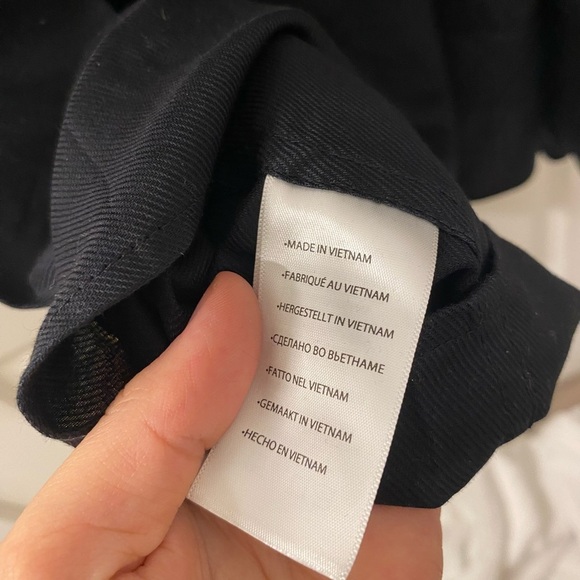 •MADE IN VIETNAM
•FABRIQUÉ AU VIETNAM
•HERGESTELLT IN VIETNAM
•СДЕЛАНО ВО ВЬЕТНАМЕ
•FATTO NEL VIETNAM
•GEMAAKT IN VIETNAM
•HECHO EN VIETNAM